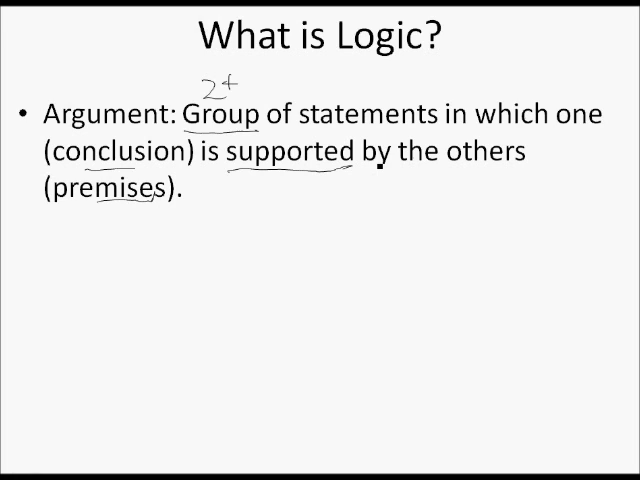 What is Logic?
2+
• Argument: Group of statements in which one
(conclusion) is supported by the others
(premises).